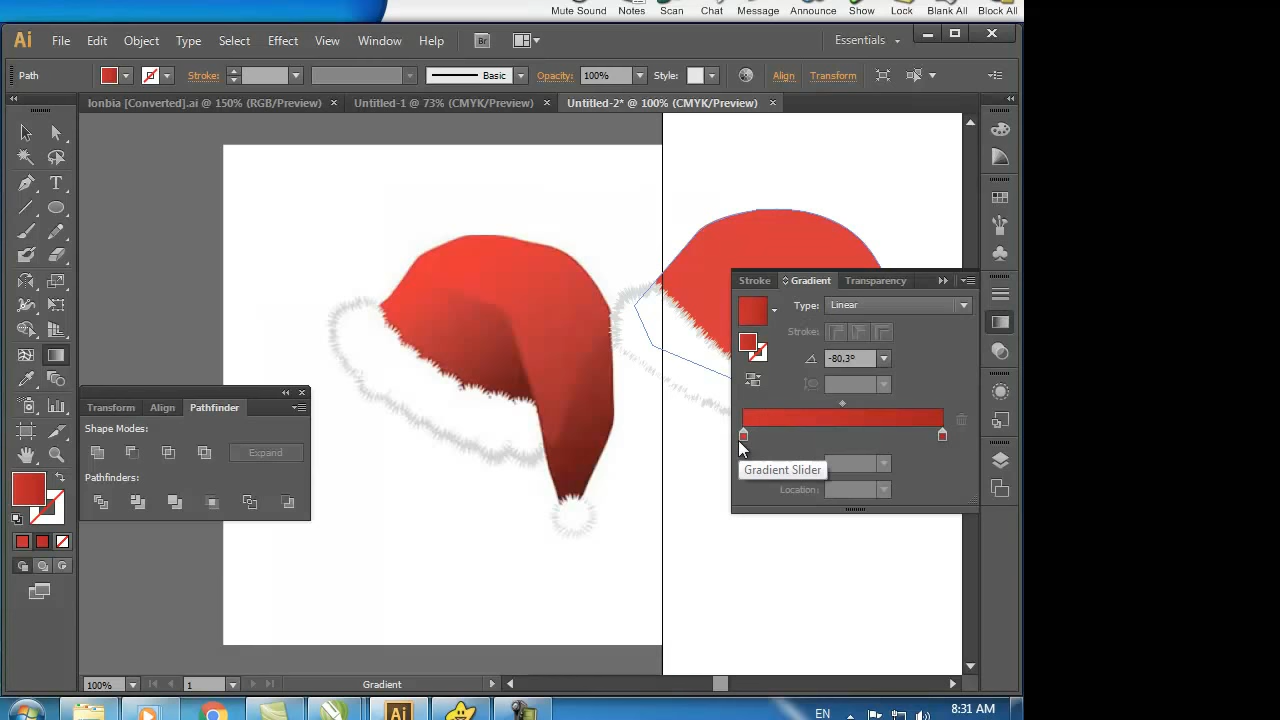 Mute Sound Notes Scan Chat Message Announce Show Lock Blank All Block All
Ai File Edit Object Type Select Effect View Window Help Br Essentials
Path Stroke: Basic Opacity: 100% Style: Align Transform
lonbia [Converted].ai @ 150% (RGB/Preview) × Untitled-1 @ 73% (CMYK/Preview) × Untitled-2* @ 100% (CMYK/Preview) ×
Stroke Gradient Transparency
Type: Linear
Stroke:
-80.3°
Gradient Slider
Location:
Transform Align Pathfinder
Shape Modes:
Expand
Pathfinders:
100% 1 Gradient
Ai EN 8:31 AM